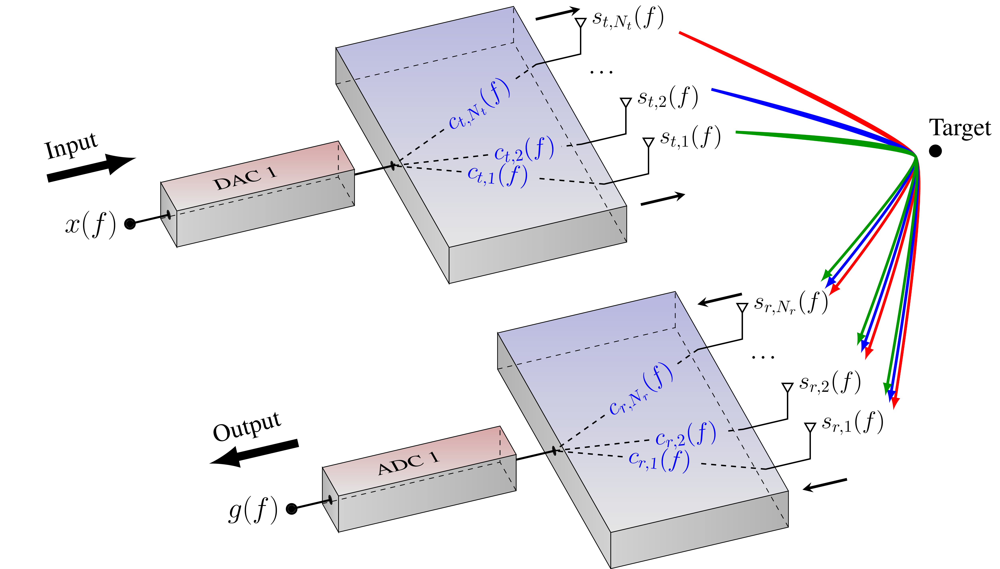 s_{t,N_t}(f)
...
c_{t,N_t}(f)
s_{t,2}(f)
Target
s_{t,1}(f)
Input
c_{t,2}(f)
c_{t,1}(f)
DAC 1
x(f)
s_{r,N_r}(f)
...
c_{r,N_r}(f)
s_{r,2}(f)
s_{r,1}(f)
Output
c_{r,2}(f)
c_{r,1}(f)
ADC 1
g(f)